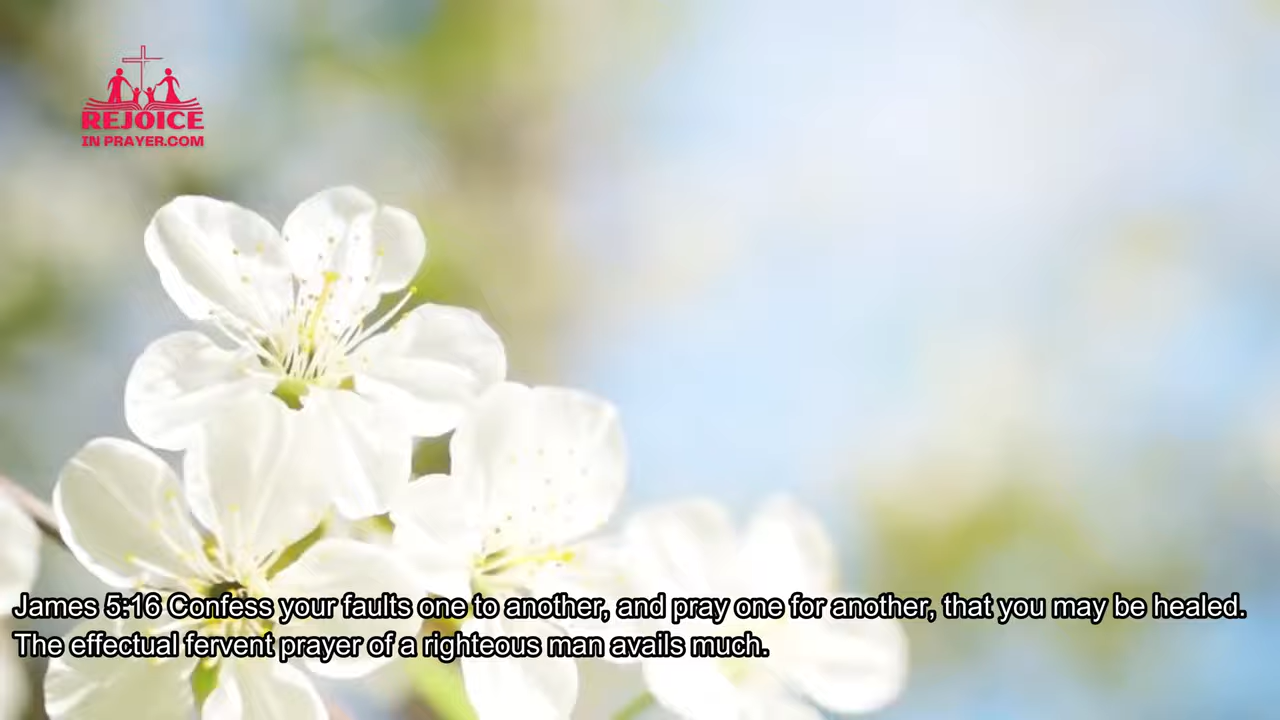 REJOICE
IN PRAYER.COM
James 5:16 Confess your faults one to another, and pray one for another, that you may be healed.
The effectual fervent prayer of a righteous man avails much.